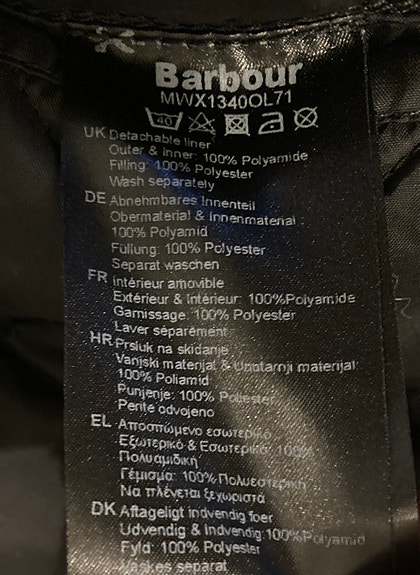 Barbour
MWX1340OL71
40
UK Detachable liner
Outer & Inner: 100% Polyamide
Filling: 100% Polyester
Wash separately
DE Abnehmbares Innenteil
Obermaterial & Innenmaterial :
100% Polyamid
Füllung: 100% Polyester
Separat waschen
FR Intérieur amovible
Extérieur & Intérieur: 100%Polyamide
Garnissage: 100% Polyester
Laver séparément
HR Prsluk na skidanje
Vanjski materijal & Unutarnji materijal:
100% Poliamid
Punjenje: 100% Poliester
Perite odvojeno
EL Αποσπώμενο εσωτερικό
Εξωτερικό & Εσωτερικό: 100%
Πολυαμιδική
Γέμισμα: 100%Πολυεστερική
Να πλένεται ξεχωριστά
DK Aftageligt indvendig foer
Udvendig & Indvendig:100%Polyamid
Fyld: 100% Polyester
Vaskes separat